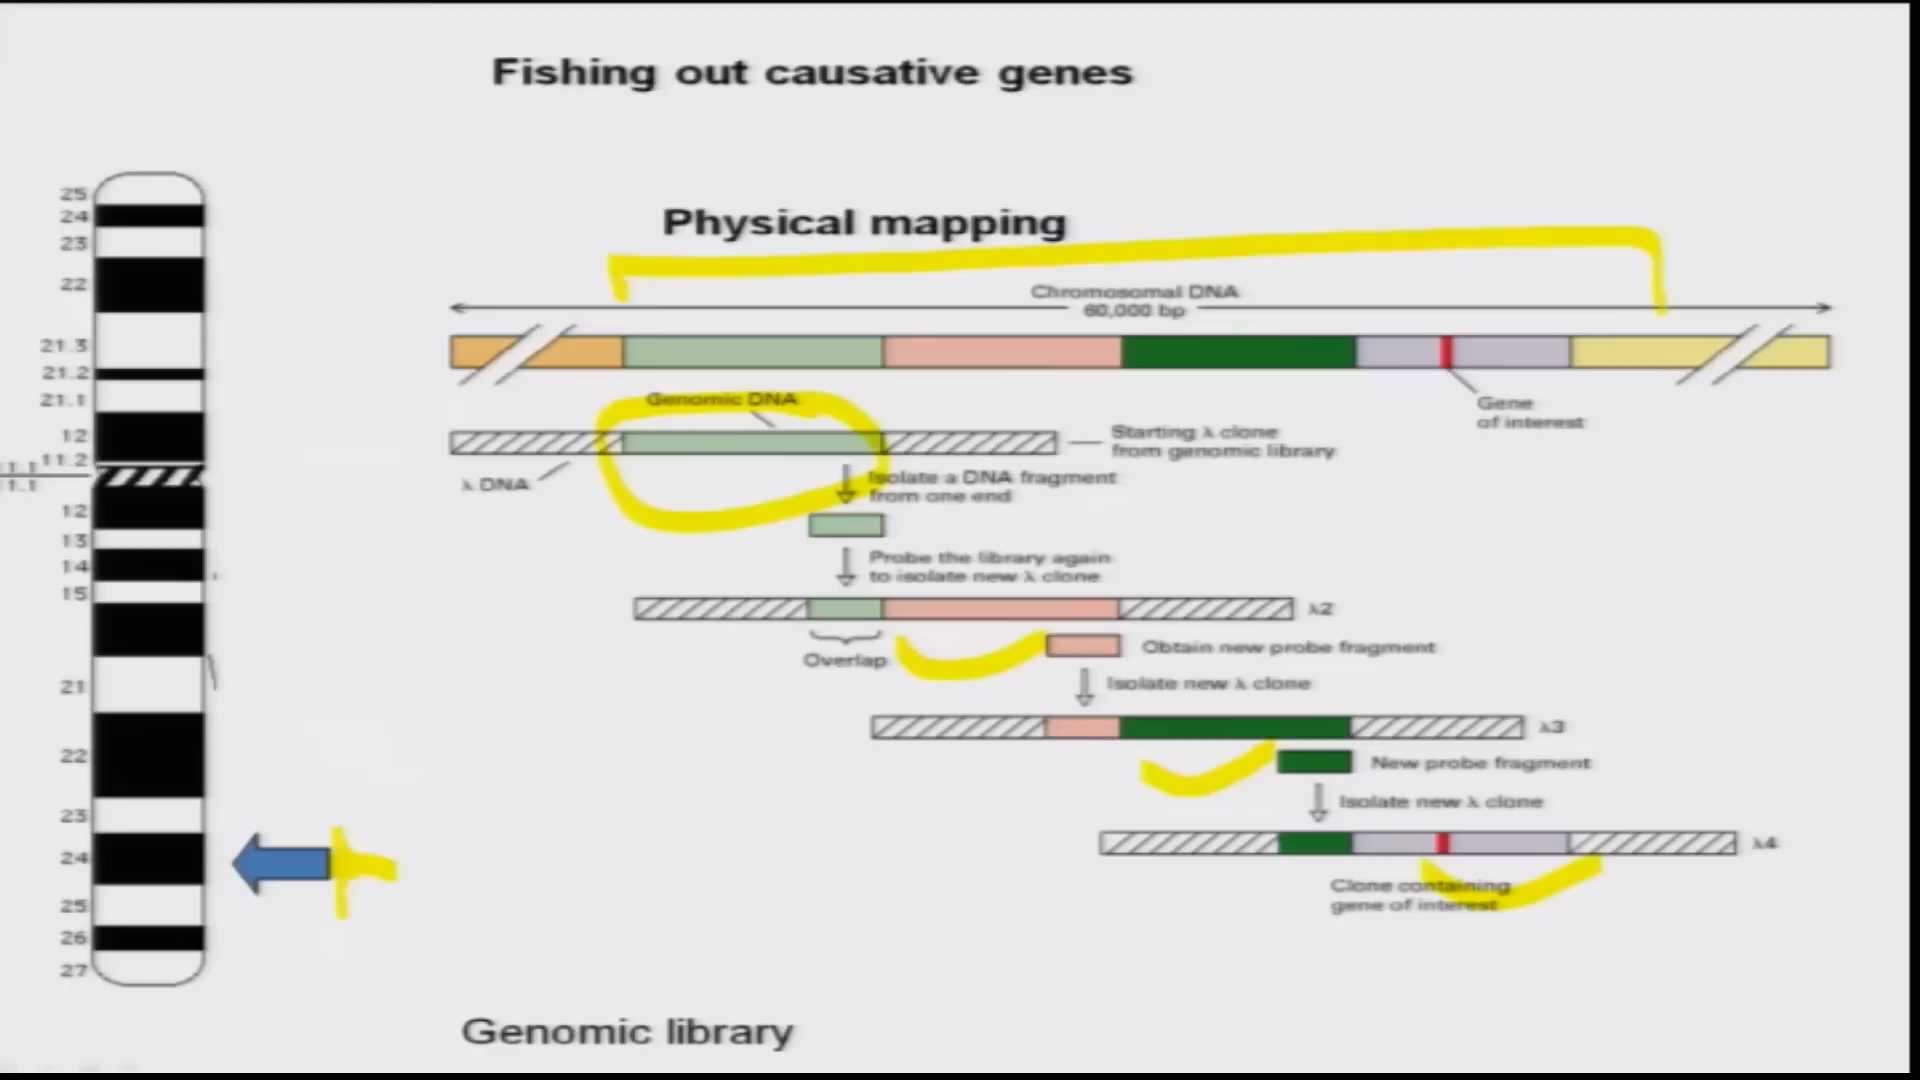 Fishing out causative genes
Physical mapping
25
24
23
22
21.3
21.2
21.1
12
11.2
11.1
12
13
14
15
21
22
23
24
25
26
27
Chromosomal DNA
60,000 bp
Gene
of interest
Genomic DNA
λ DNA
Starting λ clone
from genomic library
Isolate a DNA fragment
from one end
Probe the library again
to isolate new λ clone
λ2
Overlap
Obtain new probe fragment
Isolate new λ clone
λ3
New probe fragment
Isolate new λ clone
λ4
Clone containing
gene of interest
Genomic library